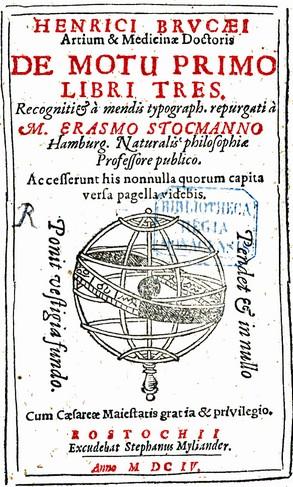 HENRICI BRVCÆI
Artium & Medicinæ Doctoris
DE MOTU PRIMO
LIBRI TRES.
Recogniti & à mendis typograph. repurgati à
M. ERASMO STOCMANNO
Hamburg. Naturalis philosophiæ
Professore publico.
Accesserunt his nonnulla quorum capita
versa pagella videbis.
BIBLIOTHECA
REGIA
R
Ponit vestigia fundo.
Pendet & in nullo
Cum Cæsareæ Maiestatis gratia & privilegio.
ROSTOCHII
Excudebat Stephanus Myliander.
Anno M DC IV.